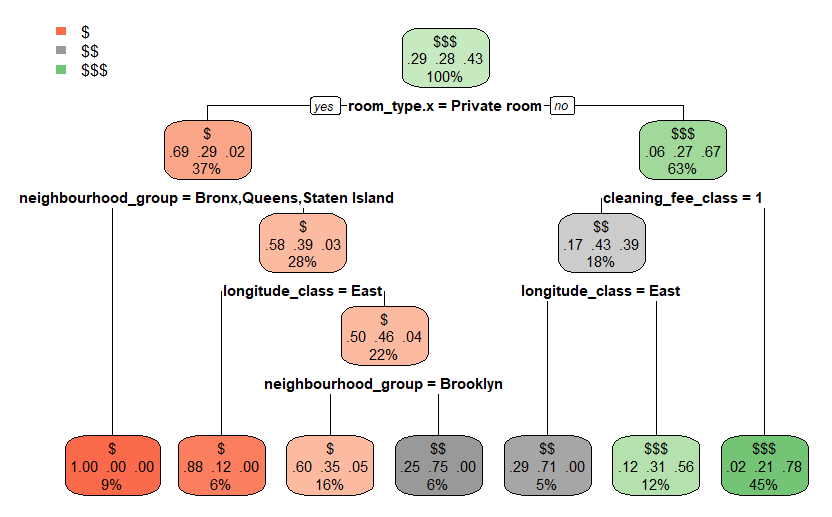 $
$$
$$$
$$$
.29 .28 .43
100%
yes
room_type.x = Private room
no
$
.69 .29 .02
37%
$$$
.06 .27 .67
63%
neighbourhood_group = Bronx,Queens,Staten Island
cleaning_fee_class = 1
$
.58 .39 .03
28%
$$
.17 .43 .39
18%
longitude_class = East
longitude_class = East
$
.50 .46 .04
22%
neighbourhood_group = Brooklyn
$
1.00 .00 .00
9%
$
.88 .12 .00
6%
$
.60 .35 .05
16%
$$
.25 .75 .00
6%
$$
.29 .71 .00
5%
$$$
.12 .31 .56
12%
$$$
.02 .21 .78
45%